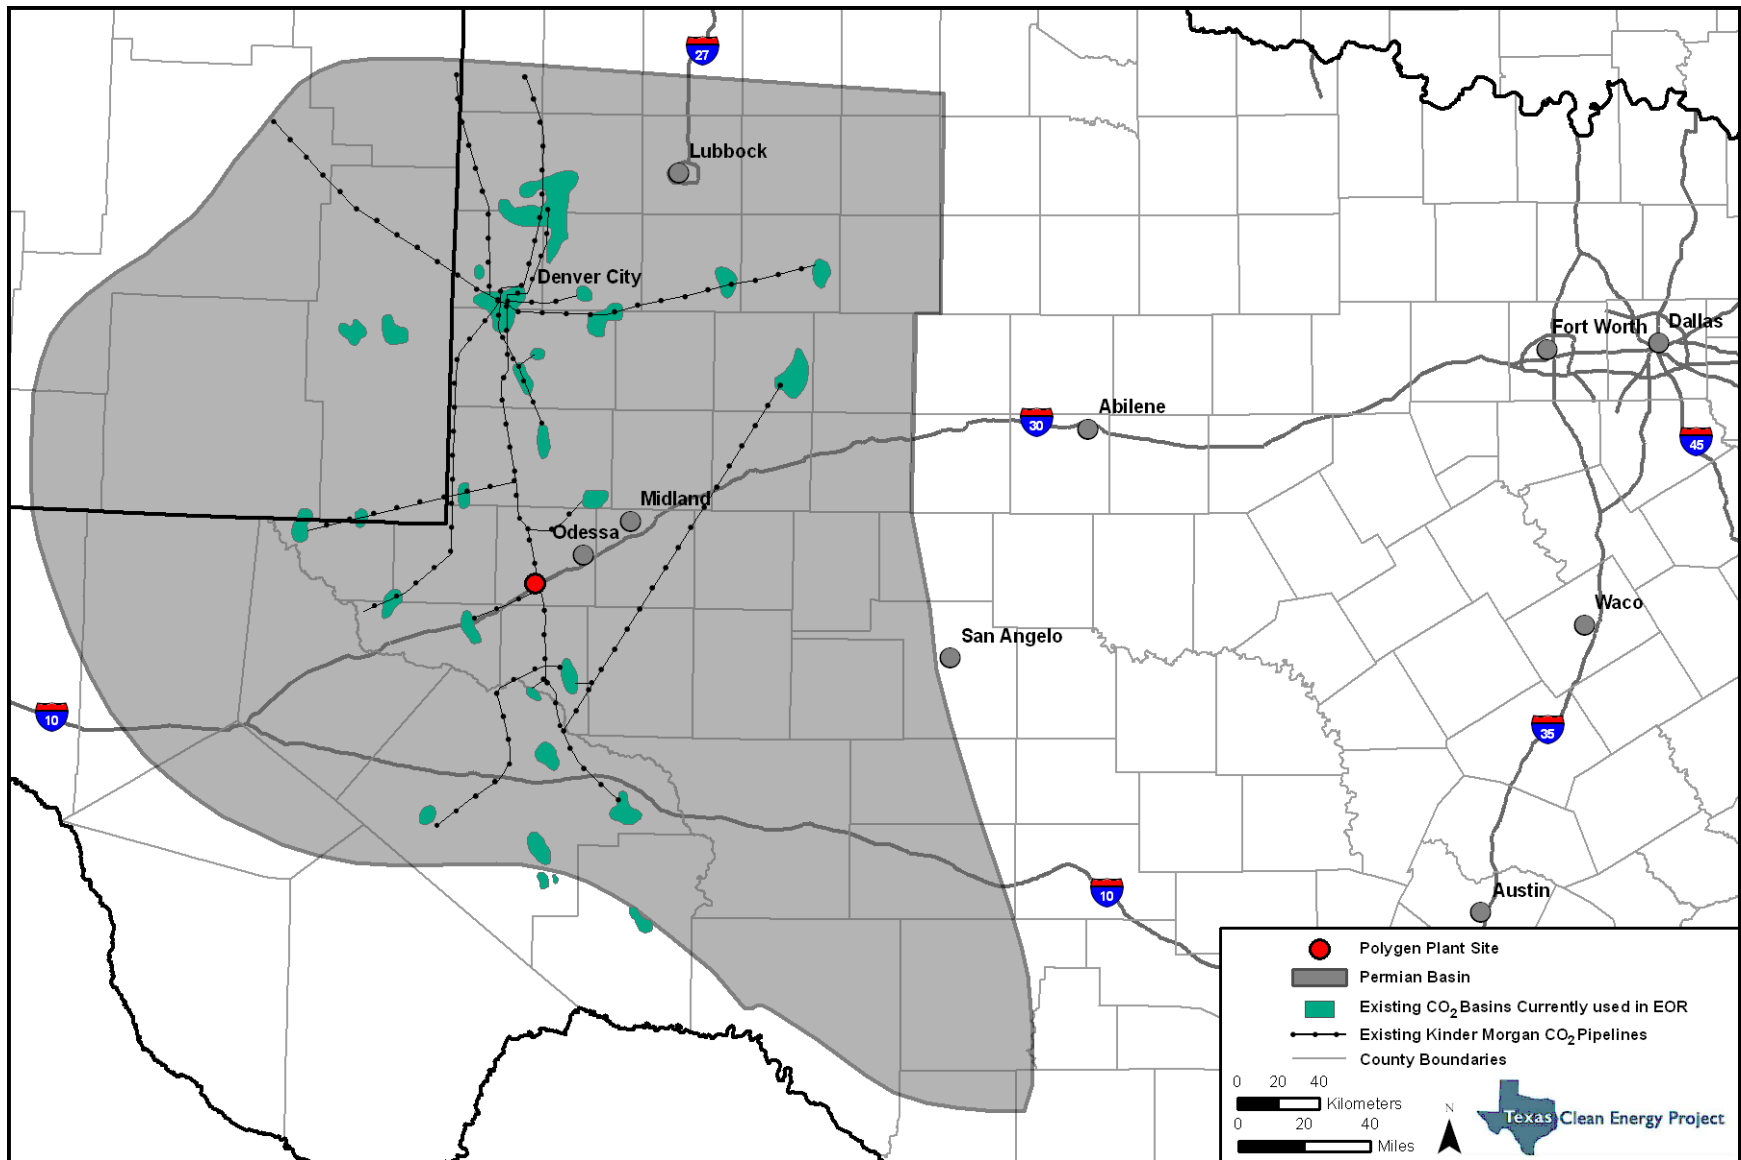 27
Lubbock
Denver City
Fort Worth
Dallas
Abilene
30
45
Midland
Odessa
Waco
San Angelo
10
35
10
Austin
Polygen Plant Site
Permian Basin
Existing CO2 Basins Currently used in EOR
Existing Kinder Morgan CO2 Pipelines
County Boundaries
0 20 40
Kilometers
0 20 40
Miles
N
Texas Clean Energy Project